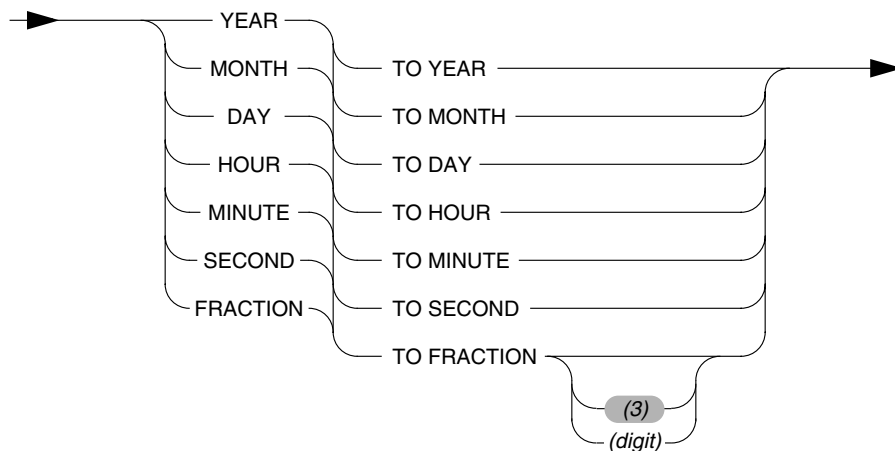 YEAR
TO YEAR
MONTH
TO MONTH
DAY
TO DAY
HOUR
TO HOUR
MINUTE
TO MINUTE
SECOND
TO SECOND
FRACTION
TO FRACTION
(3)
(digit)